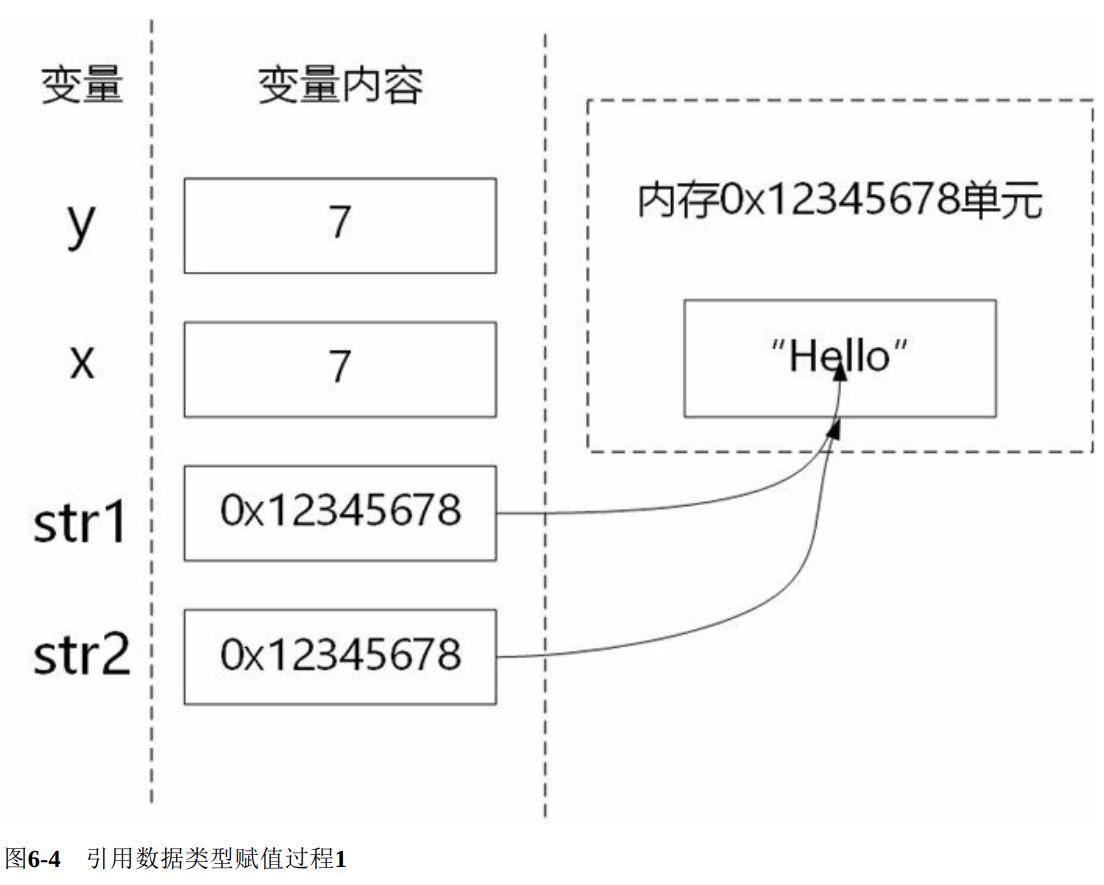 变量 变量内容
内存0x12345678单元
y 7
x 7
“Hello”
str1 0x12345678
str2 0x12345678
图6-4 引用数据类型赋值过程1